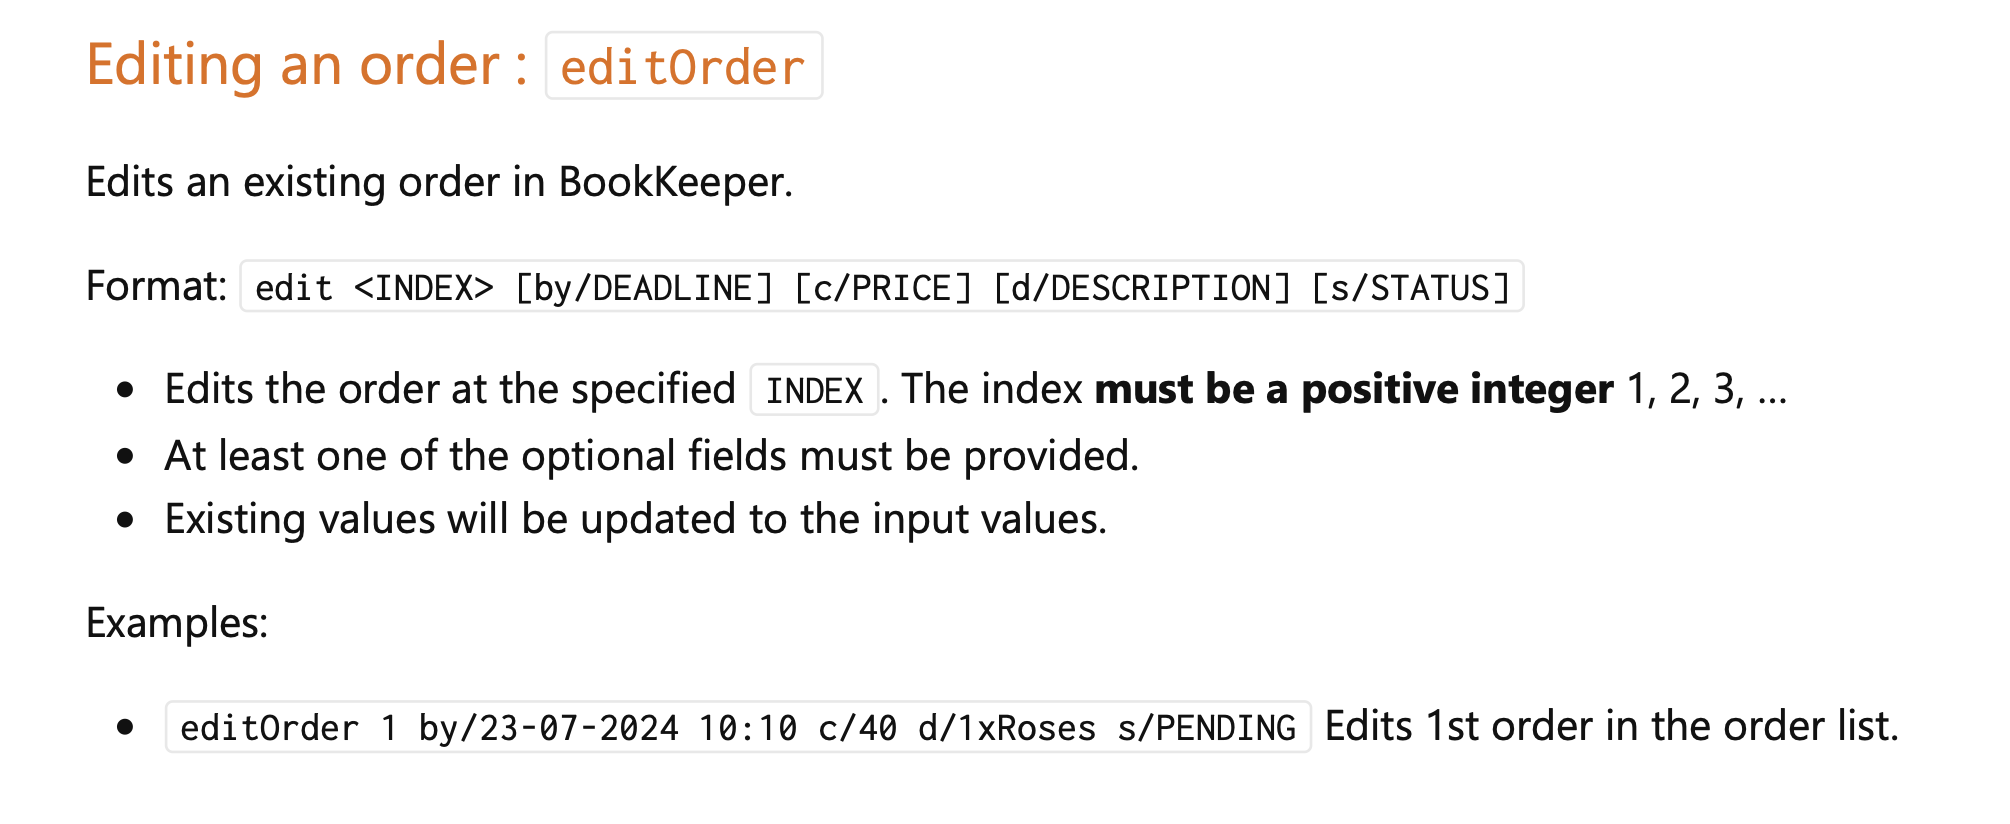 Editing an order : editOrder
Edits an existing order in BookKeeper.
Format: edit <INDEX> [by/DEADLINE] [c/PRICE] [d/DESCRIPTION] [s/STATUS]
• Edits the order at the specified INDEX. The index must be a positive integer 1, 2, 3, …
• At least one of the optional fields must be provided.
• Existing values will be updated to the input values.
Examples:
• editOrder 1 by/23-07-2024 10:10 c/40 d/1xRoses s/PENDING Edits 1st order in the order list.